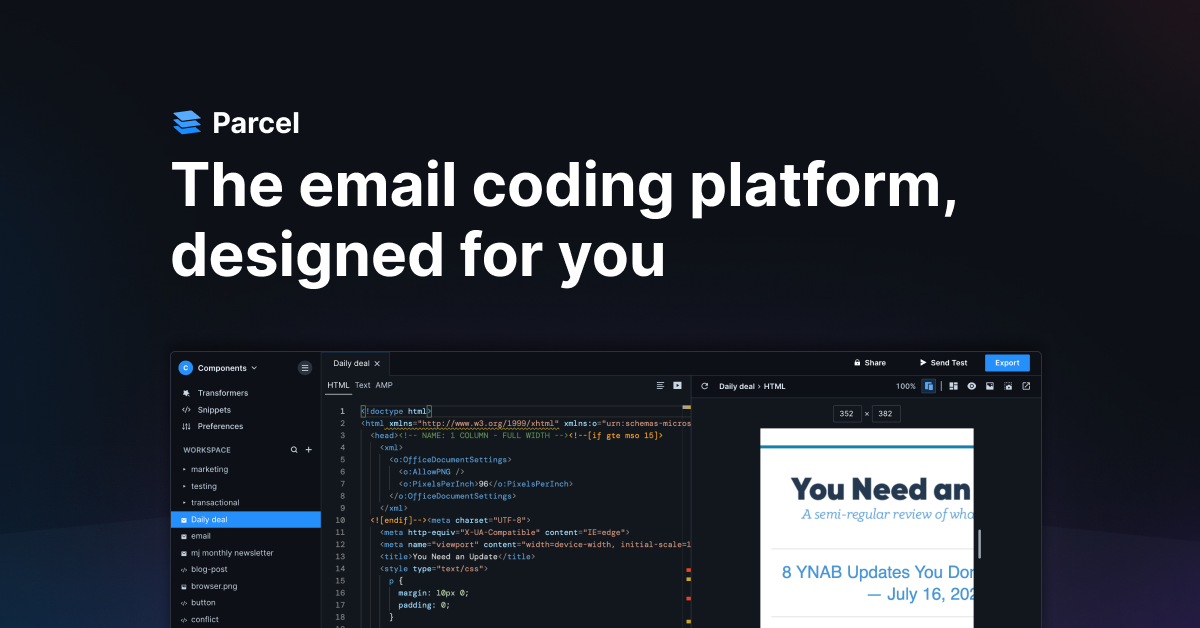 Parcel
The email coding platform,
designed for you
C Components
Transformers
Snippets
Preferences
WORKSPACE
marketing
testing
transactional
Daily deal
email
mj monthly newsletter
blog-post
browser.png
button
conflict
Daily deal ×
HTML Text AMP
1 <!doctype html>
2 <html xmlns="http://www.w3.org/1999/xhtml" xmlns:o="urn:schemas-micros
3 <head><!-- NAME: 1 COLUMN - FULL WIDTH --><!--[if gte mso 15]>
4 <xml>
5 <o:OfficeDocumentSettings>
6 <o:AllowPNG />
7 <o:PixelsPerInch>96</o:PixelsPerInch>
8 </o:OfficeDocumentSettings>
9 </xml>
10 <![endif]--><meta charset="UTF-8">
11 <meta http-equiv="X-UA-Compatible" content="IE=edge">
12 <meta name="viewport" content="width=device-width, initial-scale=1
13 <title>You Need an Update</title>
14 <style type="text/css">
15 p {
16 margin: 10px 0;
17 padding: 0;
18 }
Share
Send Test
Export
Daily deal › HTML
100%
352 × 382
You Need an
A semi-regular review of wha
8 YNAB Updates You Don
— July 16, 202